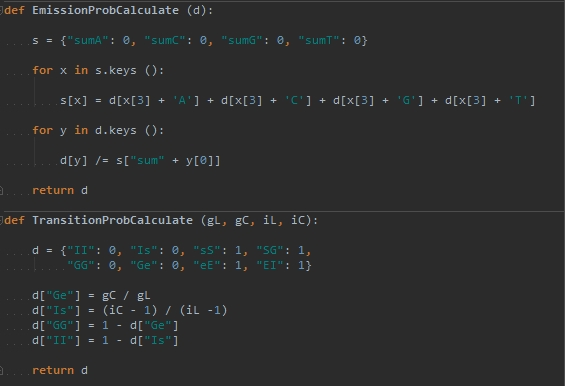 def EmissionProbCalculate (d):
s = {"sumA": 0, "sumC": 0, "sumG": 0, "sumT": 0}
for x in s.keys ():
s[x] = d[x[3] + 'A'] + d[x[3] + 'C'] + d[x[3] + 'G'] + d[x[3] + 'T']
for y in d.keys ():
d[y] /= s["sum" + y[0]]
return d
def TransitionProbCalculate (gL, gC, iL, iC):
d = {"II": 0, "Is": 0, "sS": 1, "SG": 1,
"GG": 0, "Ge": 0, "eE": 1, "EI": 1}
d["Ge"] = gC / gL
d["Is"] = (iC - 1) / (iL -1)
d["GG"] = 1 - d["Ge"]
d["II"] = 1 - d["Is"]
return d